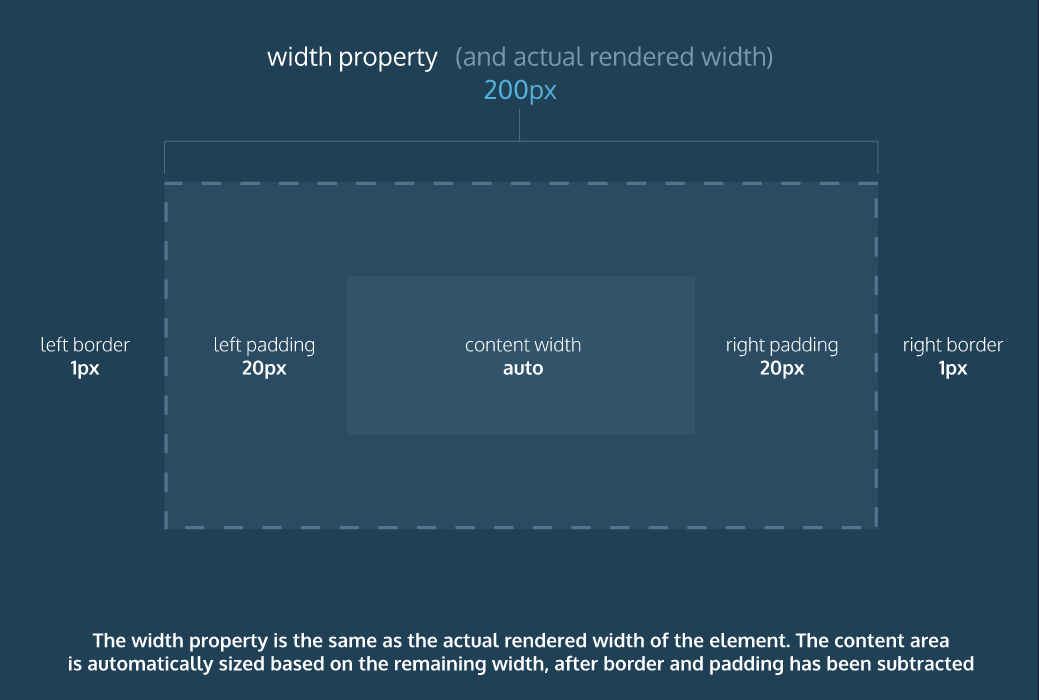 width property (and actual rendered width)
200px
left border
1px
left padding
20px
content width
auto
right padding
20px
right border
1px
The width property is the same as the actual rendered width of the element. The content area
is automatically sized based on the remaining width, after border and padding has been subtracted